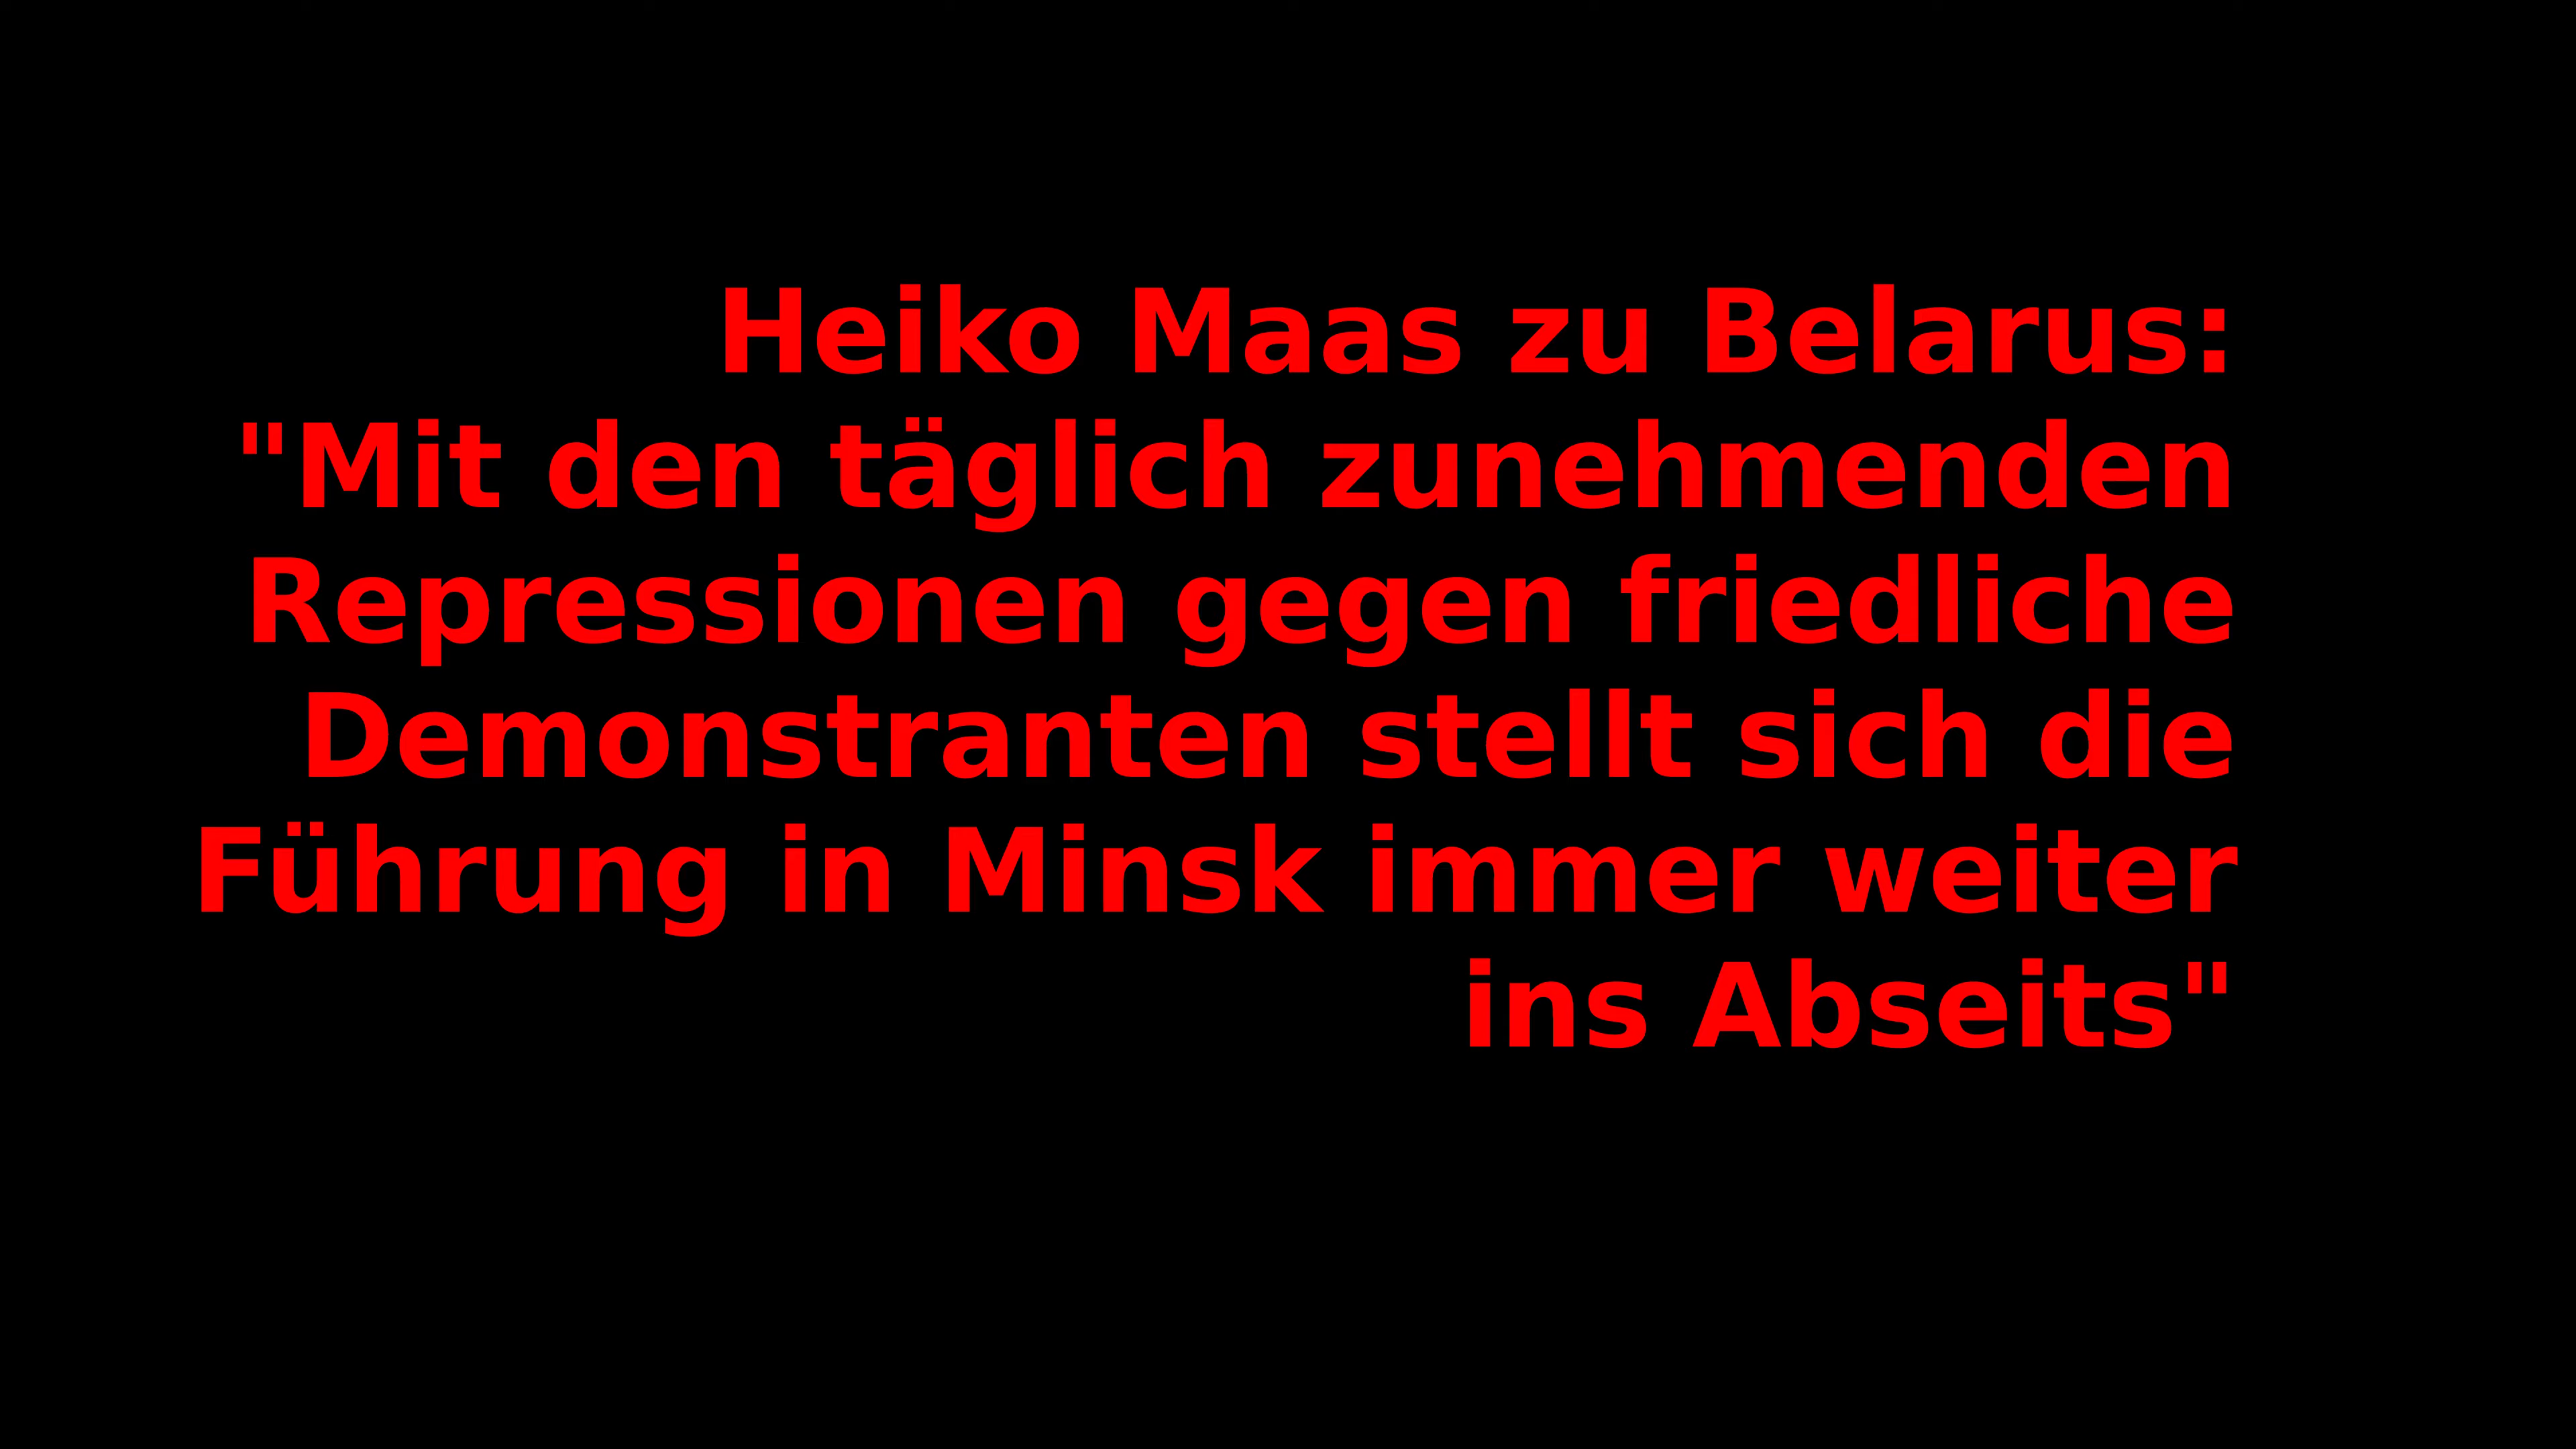 Heiko Maas zu Belarus:
"Mit den täglich zunehmenden
Repressionen gegen friedliche
Demonstranten stellt sich die
Führung in Minsk immer weiter
ins Abseits"